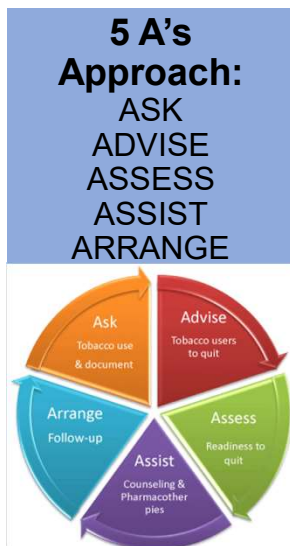 5 A’s
Approach:
ASK
ADVISE
ASSESS
ASSIST
ARRANGE
Ask
Tobacco use
& document
Advise
Tobacco users
to quit
Assess
Readiness to
quit
Assist
Counseling &
Pharmacother
pies
Arrange
Follow-up